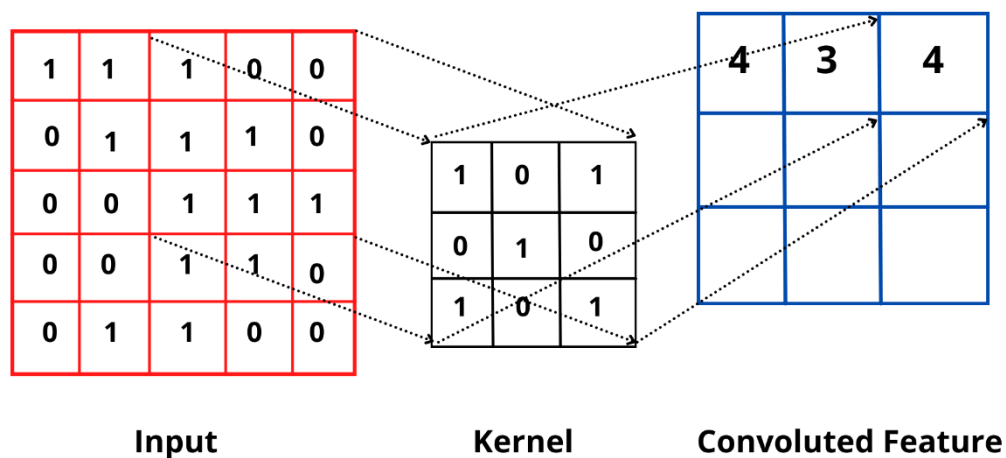 1 1 1 0 0
0 1 1 1 0
0 0 1 1 1
0 0 1 1 0
0 1 1 0 0
Input
1 0 1
0 1 0
1 0 1
Kernel
4 3 4
Convoluted Feature